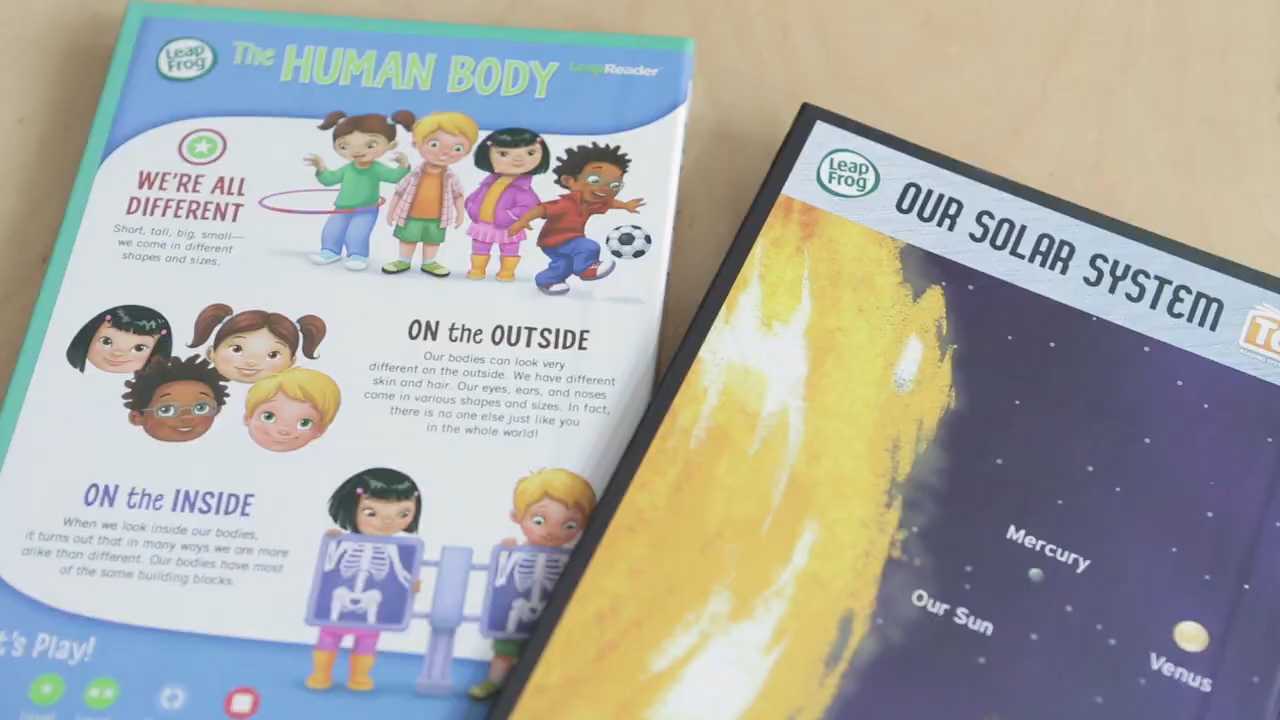 Leap
Frog
The HUMAN BODY
LeapReader
WE'RE ALL
DIFFERENT
Short, tall, big, small—
we come in different
shapes and sizes.
ON the OUTSIDE
Our bodies can look very
different on the outside. We have different
skin and hair. Our eyes, ears, and noses
come in various shapes and sizes. In fact,
there is no one else just like you
in the whole world!
ON the INSIDE
When we look inside our bodies,
it turns out that in many ways we are more
alike than different. Our bodies have most
of the same building blocks.
t's Play!
Leap
Frog
OUR SOLAR SYSTEM
Mercury
Our Sun
Venus